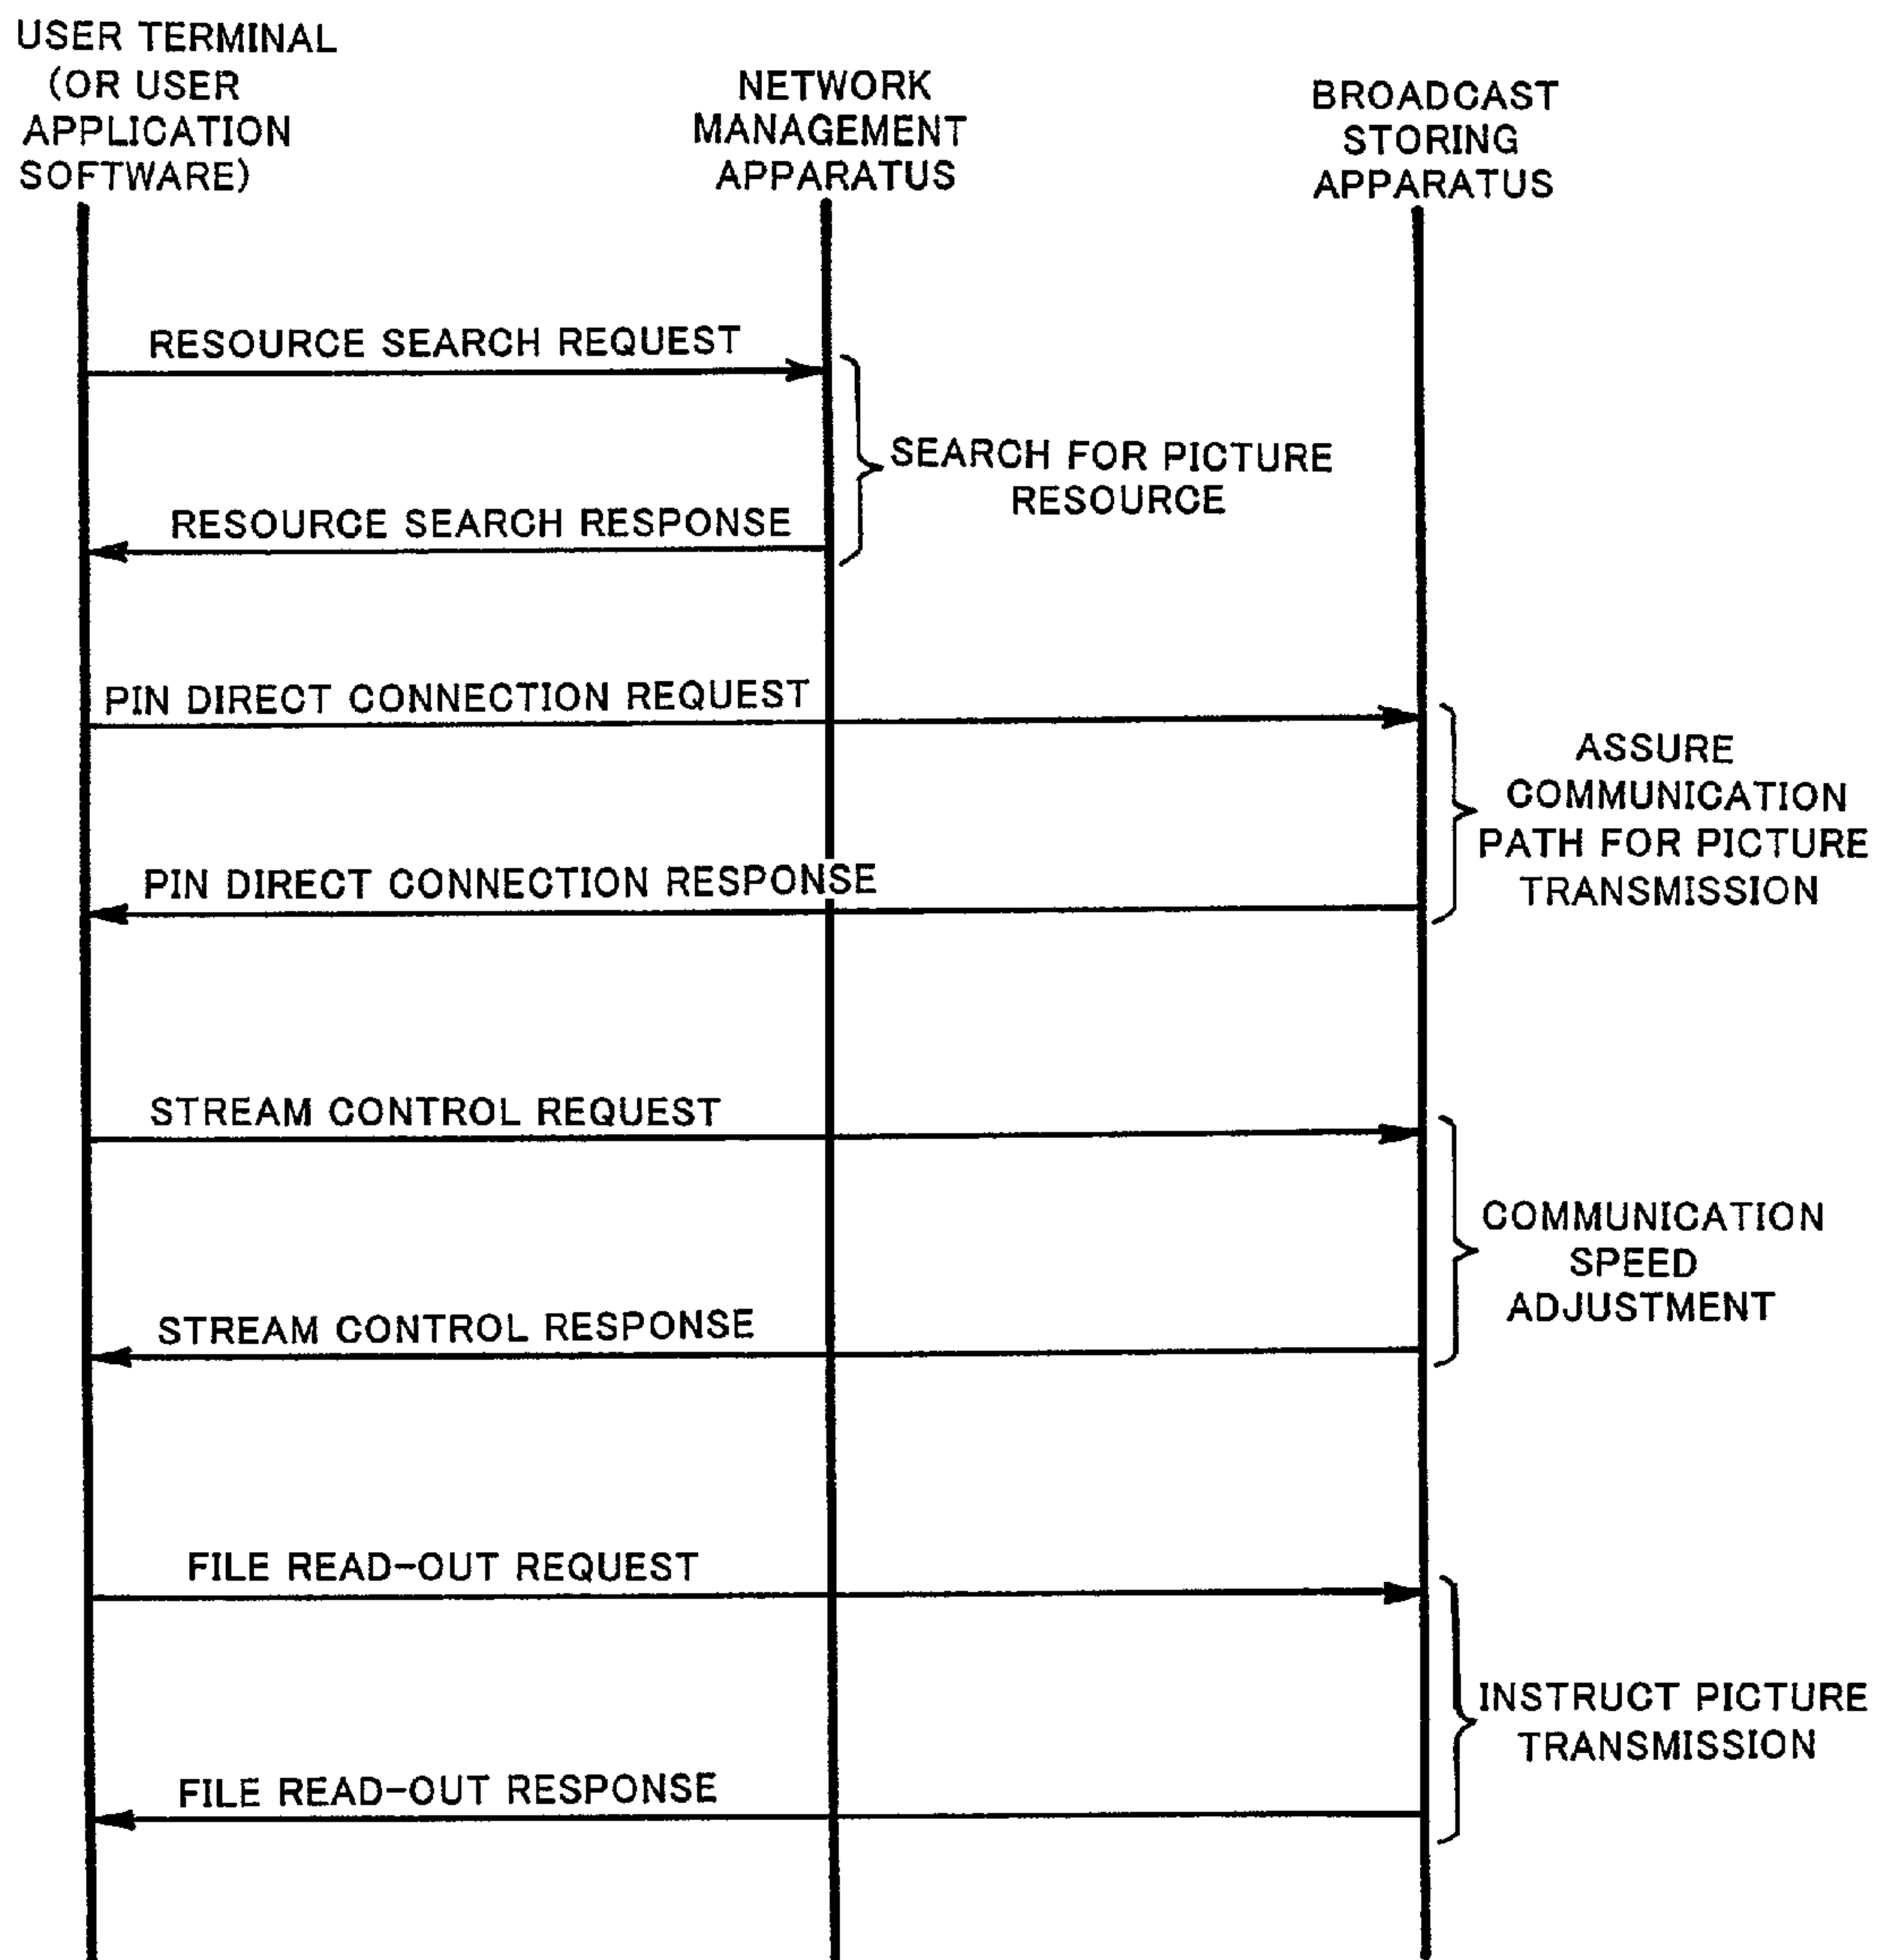 USER TERMINAL
(OR USER
APPLICATION
SOFTWARE)
NETWORK
MANAGEMENT
APPARATUS
BROADCAST
STORING
APPARATUS
RESOURCE SEARCH REQUEST
SEARCH FOR PICTURE
RESOURCE
RESOURCE SEARCH RESPONSE
PIN DIRECT CONNECTION REQUEST
ASSURE
COMMUNICATION
PATH FOR PICTURE
TRANSMISSION
PIN DIRECT CONNECTION RESPONSE
STREAM CONTROL REQUEST
COMMUNICATION
SPEED
ADJUSTMENT
STREAM CONTROL RESPONSE
FILE READ-OUT REQUEST
INSTRUCT PICTURE
TRANSMISSION
FILE READ-OUT RESPONSE